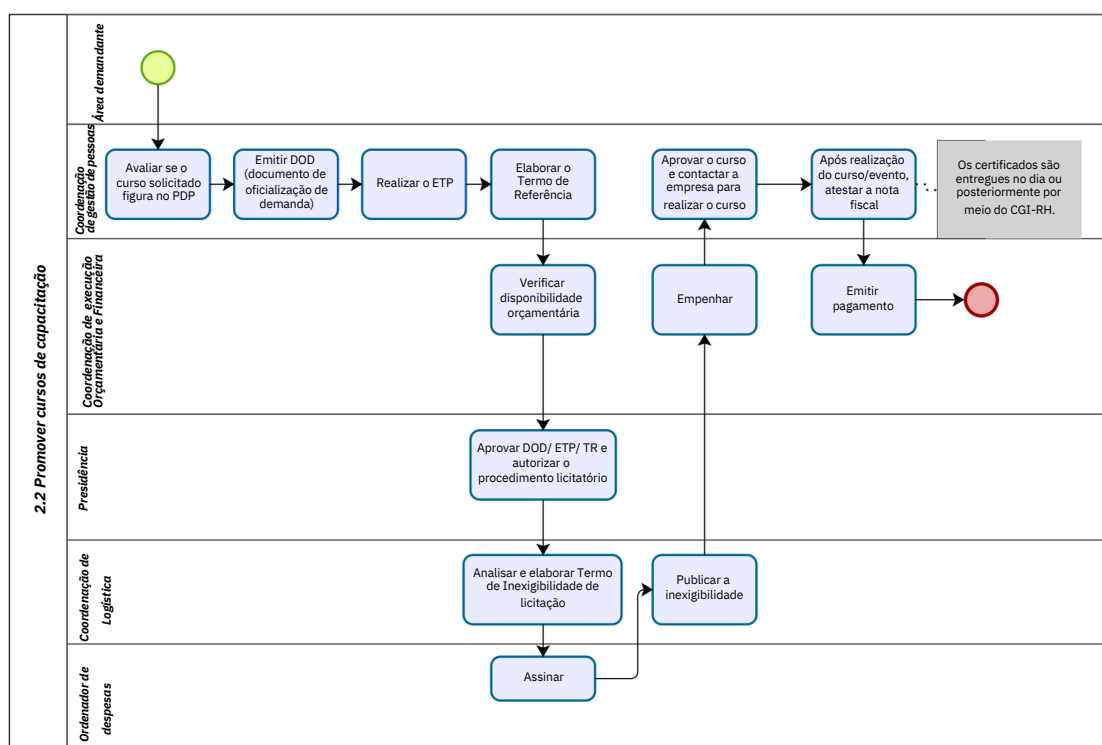 2.2 Promover cursos de capacitação
Área demandante
Coordenação
de gestão de pessoas
Avaliar se o
curso solicitado
figura no PDP
Emitir DOD
(documento de
oficialização de
demanda)
Realizar o ETP
Elaborar o
Termo de
Referência
Aprovar o curso
e contactar a
empresa para
realizar o curso
Após realização
do curso/evento,
atestar a nota
fiscal
Os certificados são
entregues no dia ou
posteriormente por
meio do CGI-RH.
Coordenação de execução
Orçamentária e Financeira
Verificar
disponibilidade
orçamentária
Empenhar
Emitir
pagamento
Presidência
Aprovar DOD/ ETP/ TR e
autorizar o
procedimento licitatório
Coordenação de
Logística
Analisar e elaborar Termo
de Inexigibilidade de
licitação
Publicar a
inexigibilidade
Ordenador de
despesas
Assinar